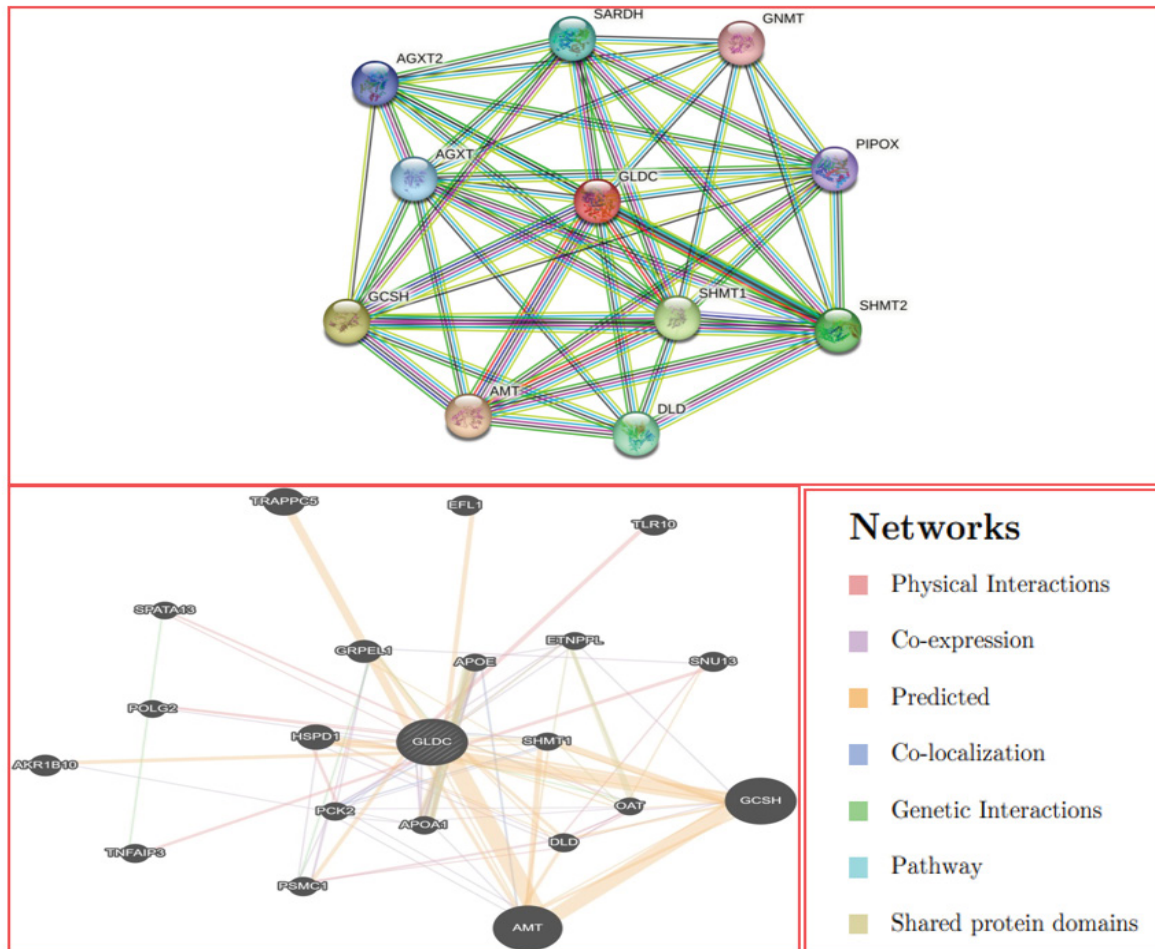 SARDH
GNMT
AGXT2
PIPOX
AGXT
GLDC
GCSH
SHMT1
SHMT2
AMT
DLD
TRAPPC5
EFL1
TLR10
SPATA13
GRPEL1
APOE
ETNPPL
SNU13
POLG2
HSPD1
GLDC
SHMT1
AKR1B10
PCK2
APOA1
OAT
GCSH
DLD
TNFAIP3
PSMC1
AMT
Networks
Physical Interactions
Co-expression
Predicted
Co-localization
Genetic Interactions
Pathway
Shared protein domains